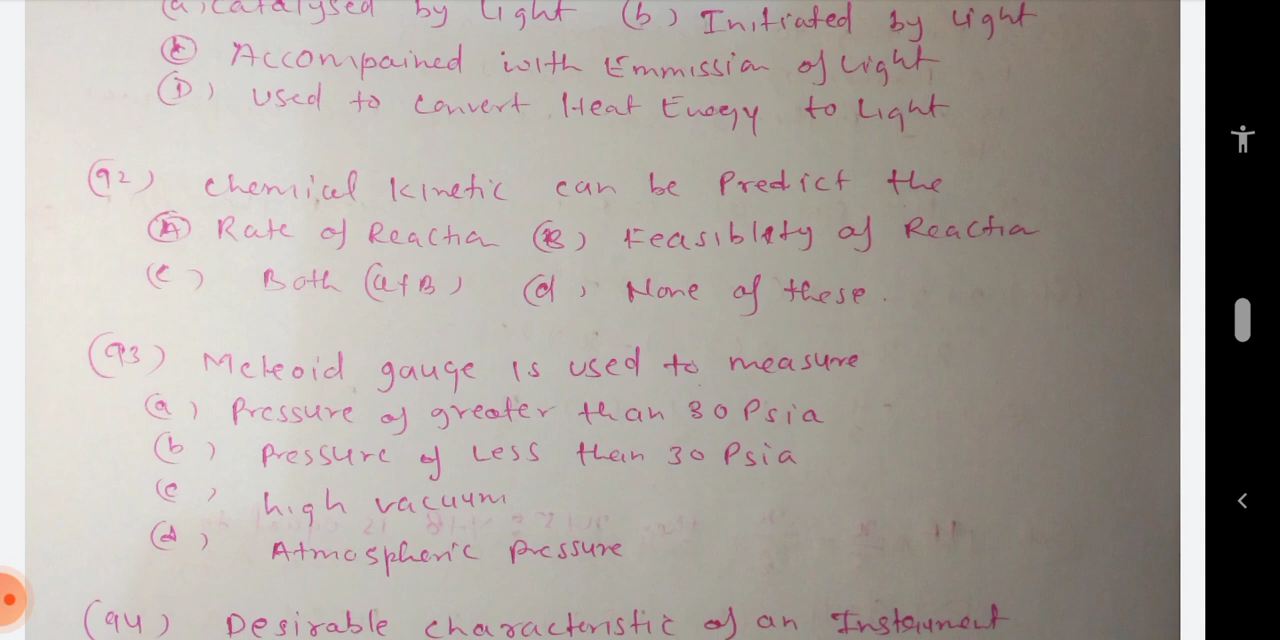 (a) catalysed by Light (b) Initiated by Light
(C) Accompained with Emmission of Light
(D) used to convert Heat Enegy to Light
(92) chemical kinetic can be Predict the
(A) Rate of Reaction (B) Feasiblity of Reaction
(c) Both (a+B) (d) None of these.
(93) Mcleoid gauge is used to measure
(a) Pressure of greater than 30 Psia
(b) Pressure of Less then 30 Psia
(c) high vacuum
(d) Atmospheric Pressure
(94) Desirable characteristic of an Instrument